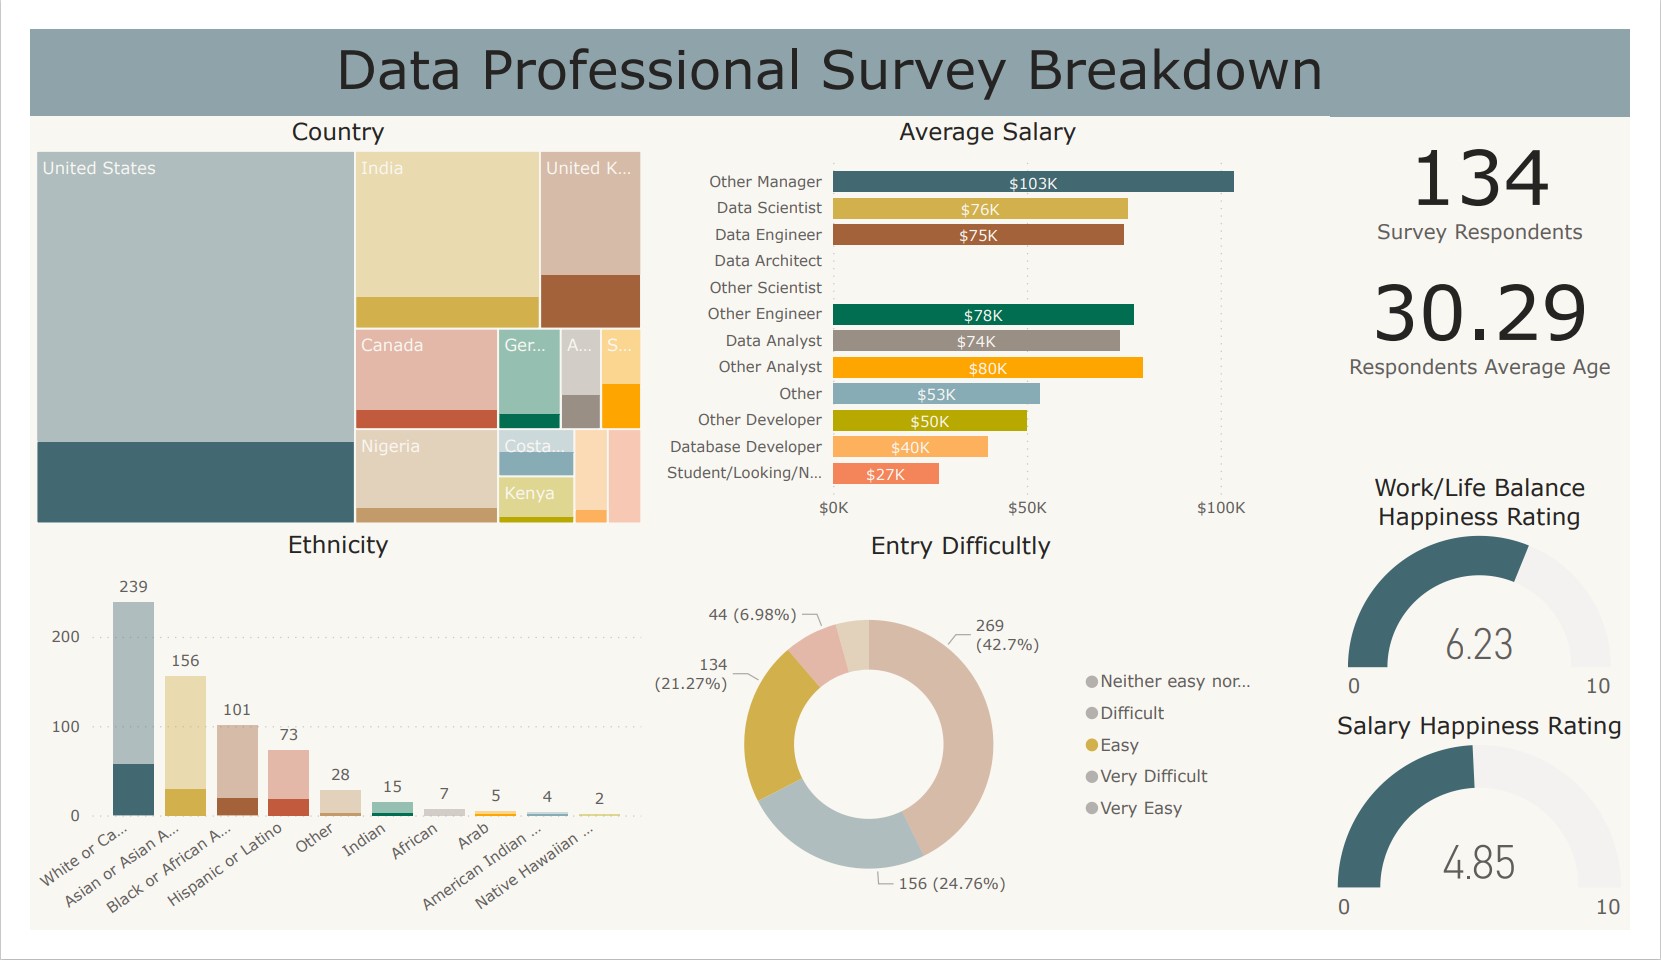 Data Professional Survey Breakdown
Country
United States
India
United K...
Canada
Ger...
A...
S...
Nigeria
Costa...
Kenya
Average Salary
Other Manager
$103K
Data Scientist
$76K
Data Engineer
$75K
Data Architect
Other Scientist
Other Engineer
$78K
Data Analyst
$74K
Other Analyst
$80K
Other
$53K
Other Developer
$50K
Database Developer
$40K
Student/Looking/N...
$27K
$0K
$50K
$100K
134
Survey Respondents
30.29
Respondents Average Age
Ethnicity
200
100
0
239
156
101
73
28
15
7
5
4
2
White or Ca...
Asian or Asian A...
Black or African A...
Hispanic or Latino
Other
Indian
African
Arab
American Indian ...
Native Hawaiian ...
Entry Difficultly
44 (6.98%)
269
(42.7%)
134
(21.27%)
156 (24.76%)
Neither easy nor...
Difficult
Easy
Very Difficult
Very Easy
Work/Life Balance
Happiness Rating
6.23
0
10
Salary Happiness Rating
4.85
0
10